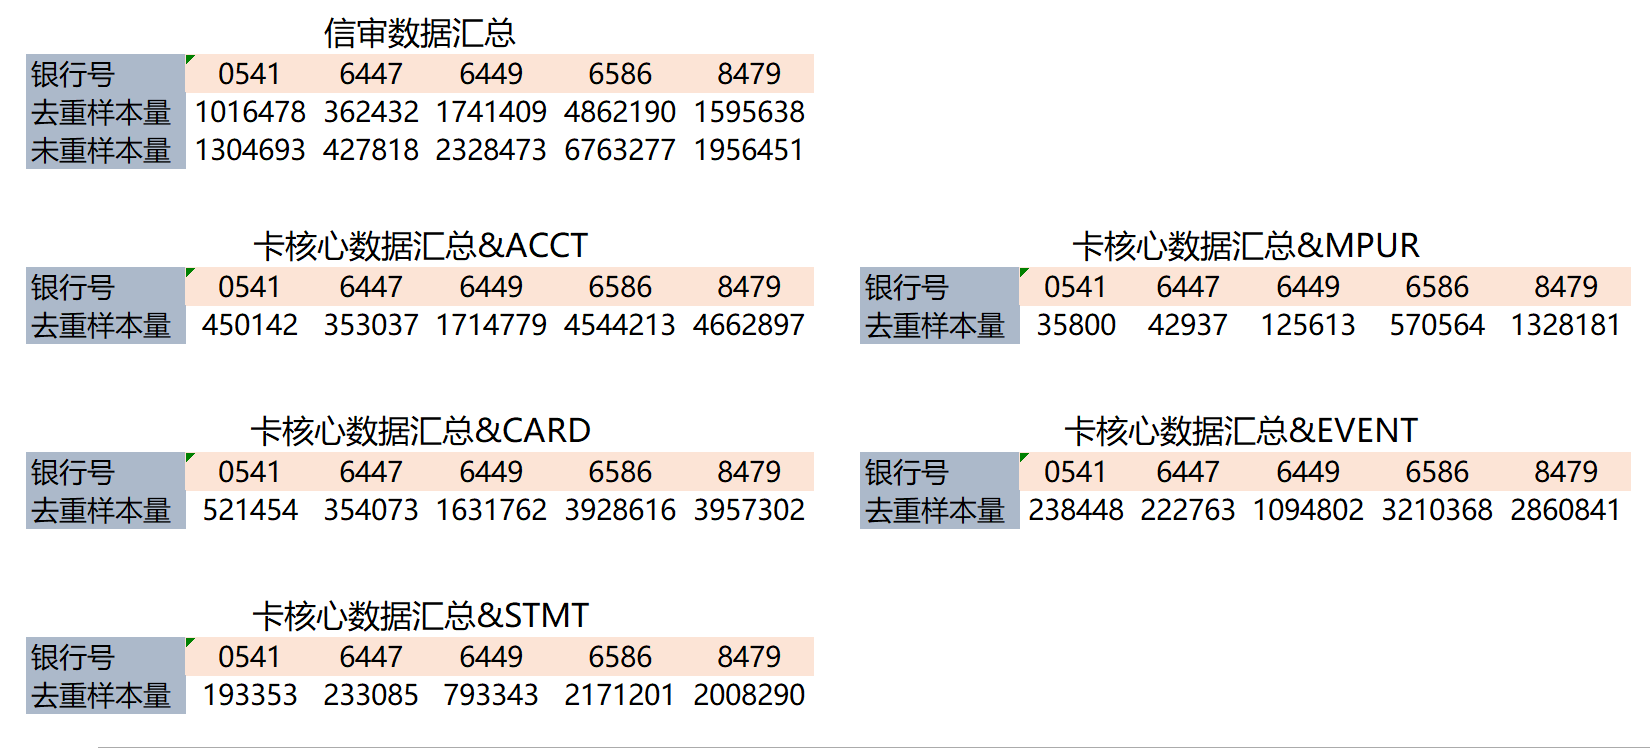 信审数据汇总
银行号 0541 6447 6449 6586 8479
去重样本量 1016478 362432 1741409 4862190 1595638
未重样本量 1304693 427818 2328473 6763277 1956451
卡核心数据汇总&ACCT
银行号 0541 6447 6449 6586 8479
去重样本量 450142 353037 1714779 4544213 4662897
卡核心数据汇总&MPUR
银行号 0541 6447 6449 6586 8479
去重样本量 35800 42937 125613 570564 1328181
卡核心数据汇总&CARD
银行号 0541 6447 6449 6586 8479
去重样本量 521454 354073 1631762 3928616 3957302
卡核心数据汇总&EVENT
银行号 0541 6447 6449 6586 8479
去重样本量 238448 222763 1094802 3210368 2860841
卡核心数据汇总&STMT
银行号 0541 6447 6449 6586 8479
去重样本量 193353 233085 793343 2171201 2008290